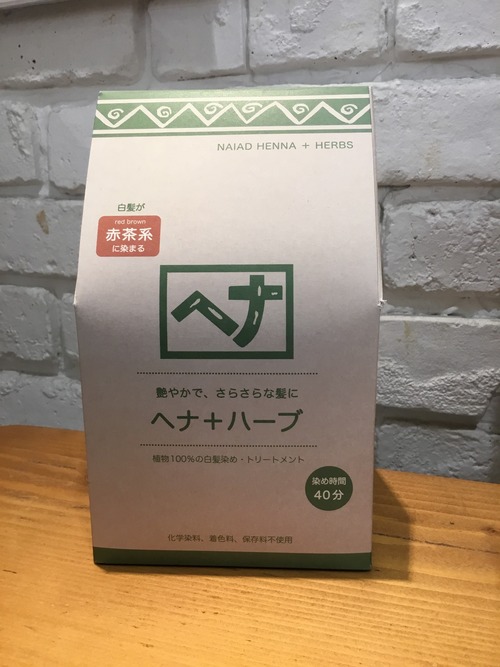 NAIAD HENNA + HERBS
白髪が
red brown
赤茶系
に染まる
ヘナ
艶やかで、さらさらな髪に
ヘナ＋ハーブ
植物100%の白髪染め・トリートメント
染め時間
40分
化学染料、着色料、保存料不使用